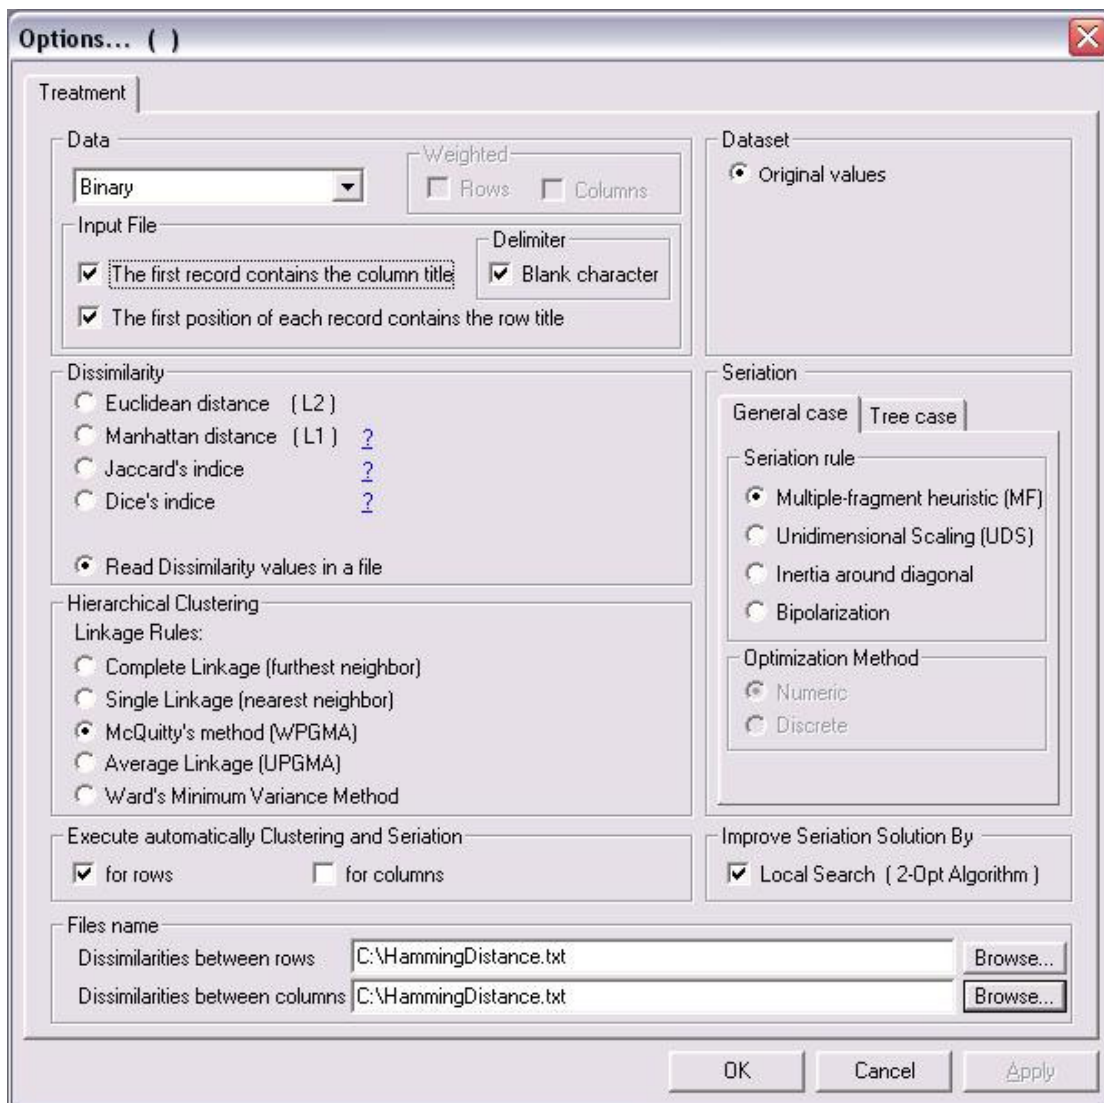 Options... ( )
Treatment
Data
Weighted
Binary
Rows
Columns
Input File
Delimiter
The first record contains the column title
Blank character
The first position of each record contains the row title
Dataset
Original values
Dissimilarity
Euclidean distance ( L2 )
Manhattan distance ( L1 ) ?
Jaccard's indice ?
Dice's indice ?
Read Dissimilarity values in a file
Seriation
General case
Tree case
Seriation rule
Multiple-fragment heuristic (MF)
Unidimensional Scaling (UDS)
Inertia around diagonal
Bipolarization
Optimization Method
Numeric
Discrete
Hierarchical Clustering
Linkage Rules:
Complete Linkage (furthest neighbor)
Single Linkage (nearest neighbor)
McQuitty's method (WPGMA)
Average Linkage (UPGMA)
Ward's Minimum Variance Method
Execute automatically Clustering and Seriation
for rows
for columns
Improve Seriation Solution By
Local Search ( 2-Opt Algorithm )
Files name
Dissimilarities between rows C:\HammingDistance.txt Browse...
Dissimilarities between columns C:\HammingDistance.txt Browse...
OK
Cancel
Apply